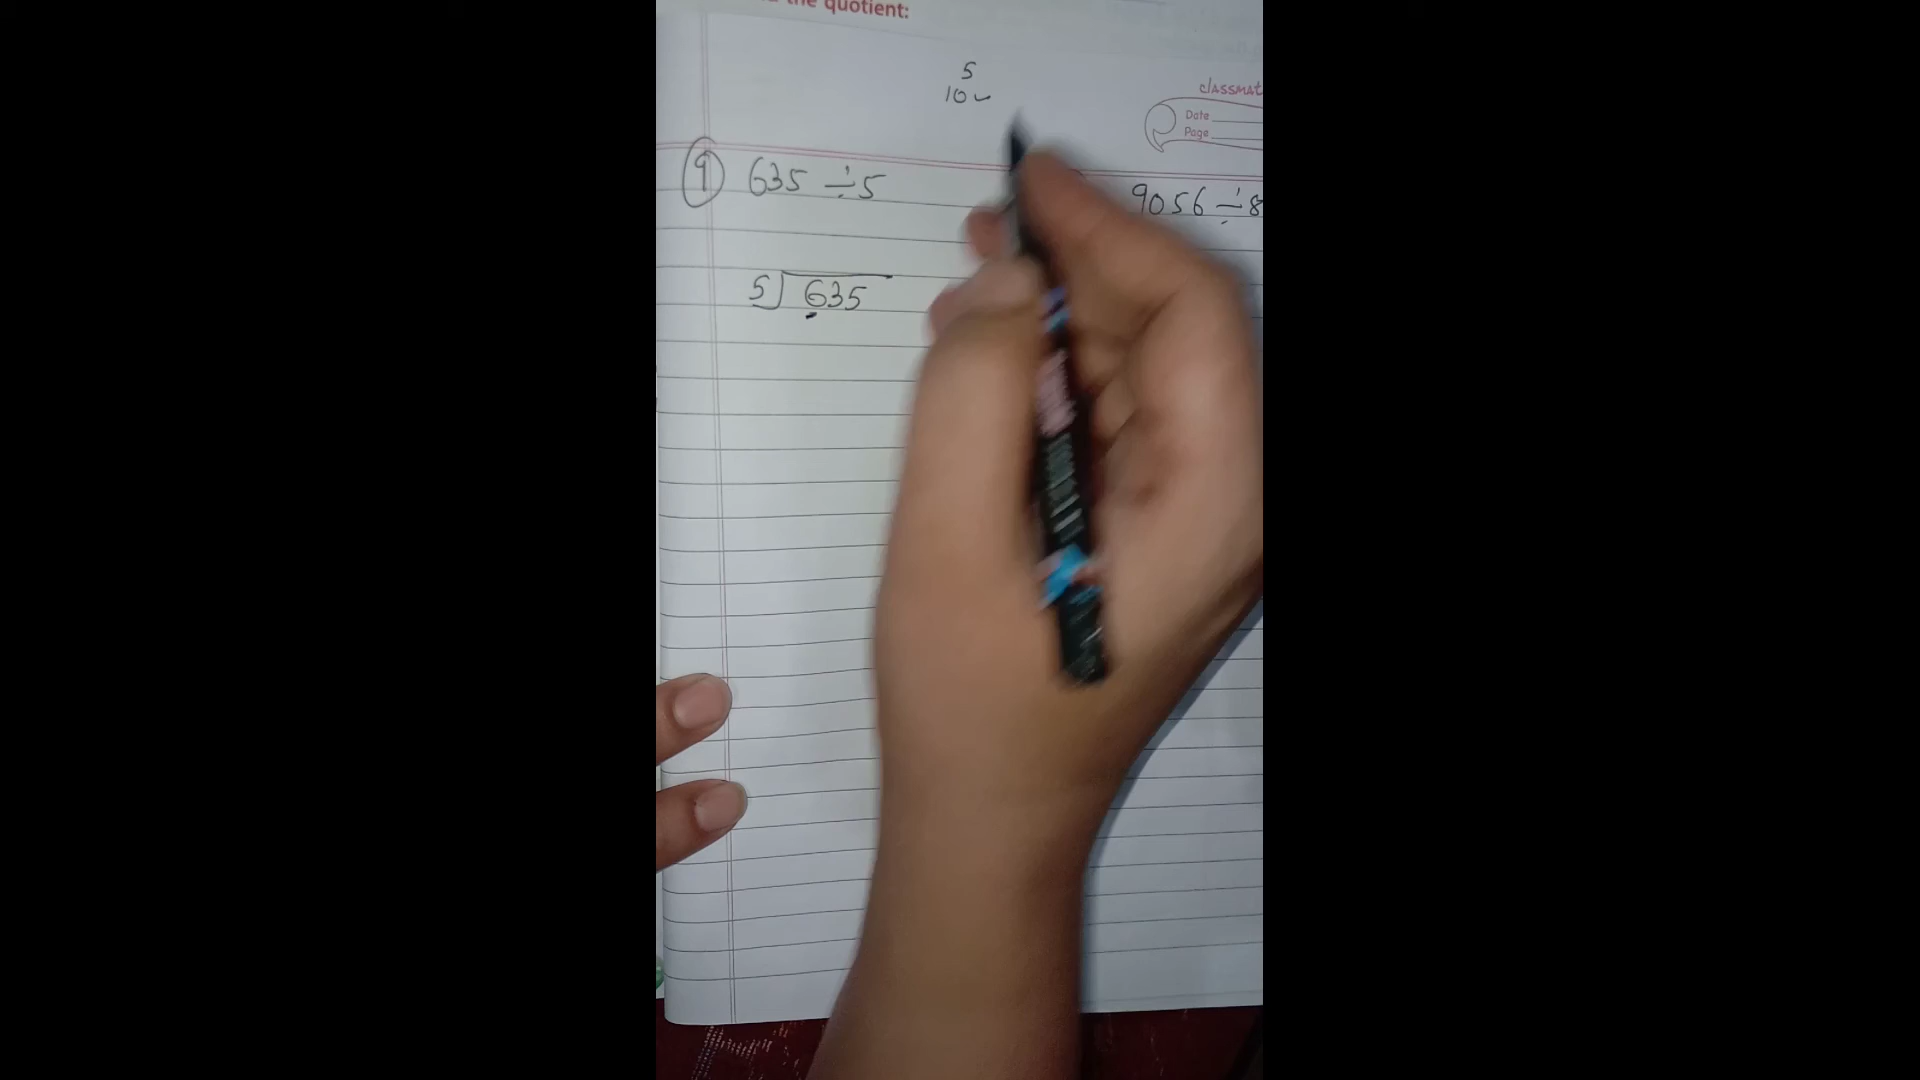 the quotient:
5
10
classmat
Date
Page
9 635 ÷ 5
9056 ÷ 8
5) 635